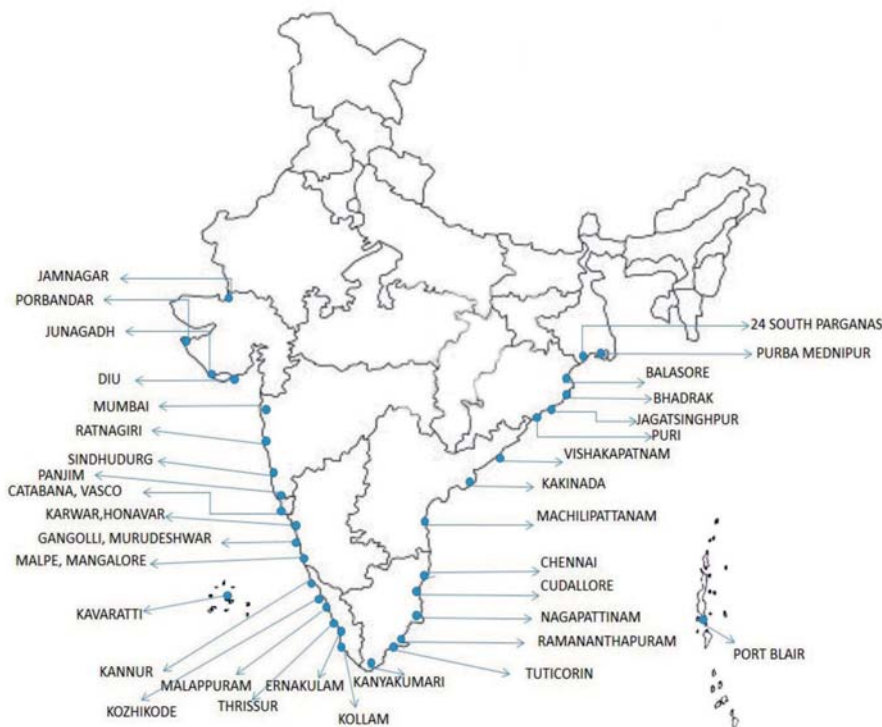 JAMNAGAR
PORBANDAR
JUNAGADH
DIU
MUMBAI
RATNAGIRI
SINDHUDURG
PANJIM
CATABANA, VASCO
KARWAR,HONAVAR
GANGOLLI, MURUDESHWAR
MALPE, MANGALORE
KAVARATTI
KANNUR
MALAPPURAM
KOZHIKODE
THRISSUR
ERNAKULAM
KOLLAM
KANYAKUMARI
24 SOUTH PARGANAS
PURBA MEDNIPUR
BALASORE
BHADRAK
JAGATSINGHPUR
PURI
VISHAKAPATNAM
KAKINADA
MACHILIPATTANAM
CHENNAI
CUDALLORE
NAGAPATTINAM
RAMANANTHAPURAM
TUTICORIN
PORT BLAIR